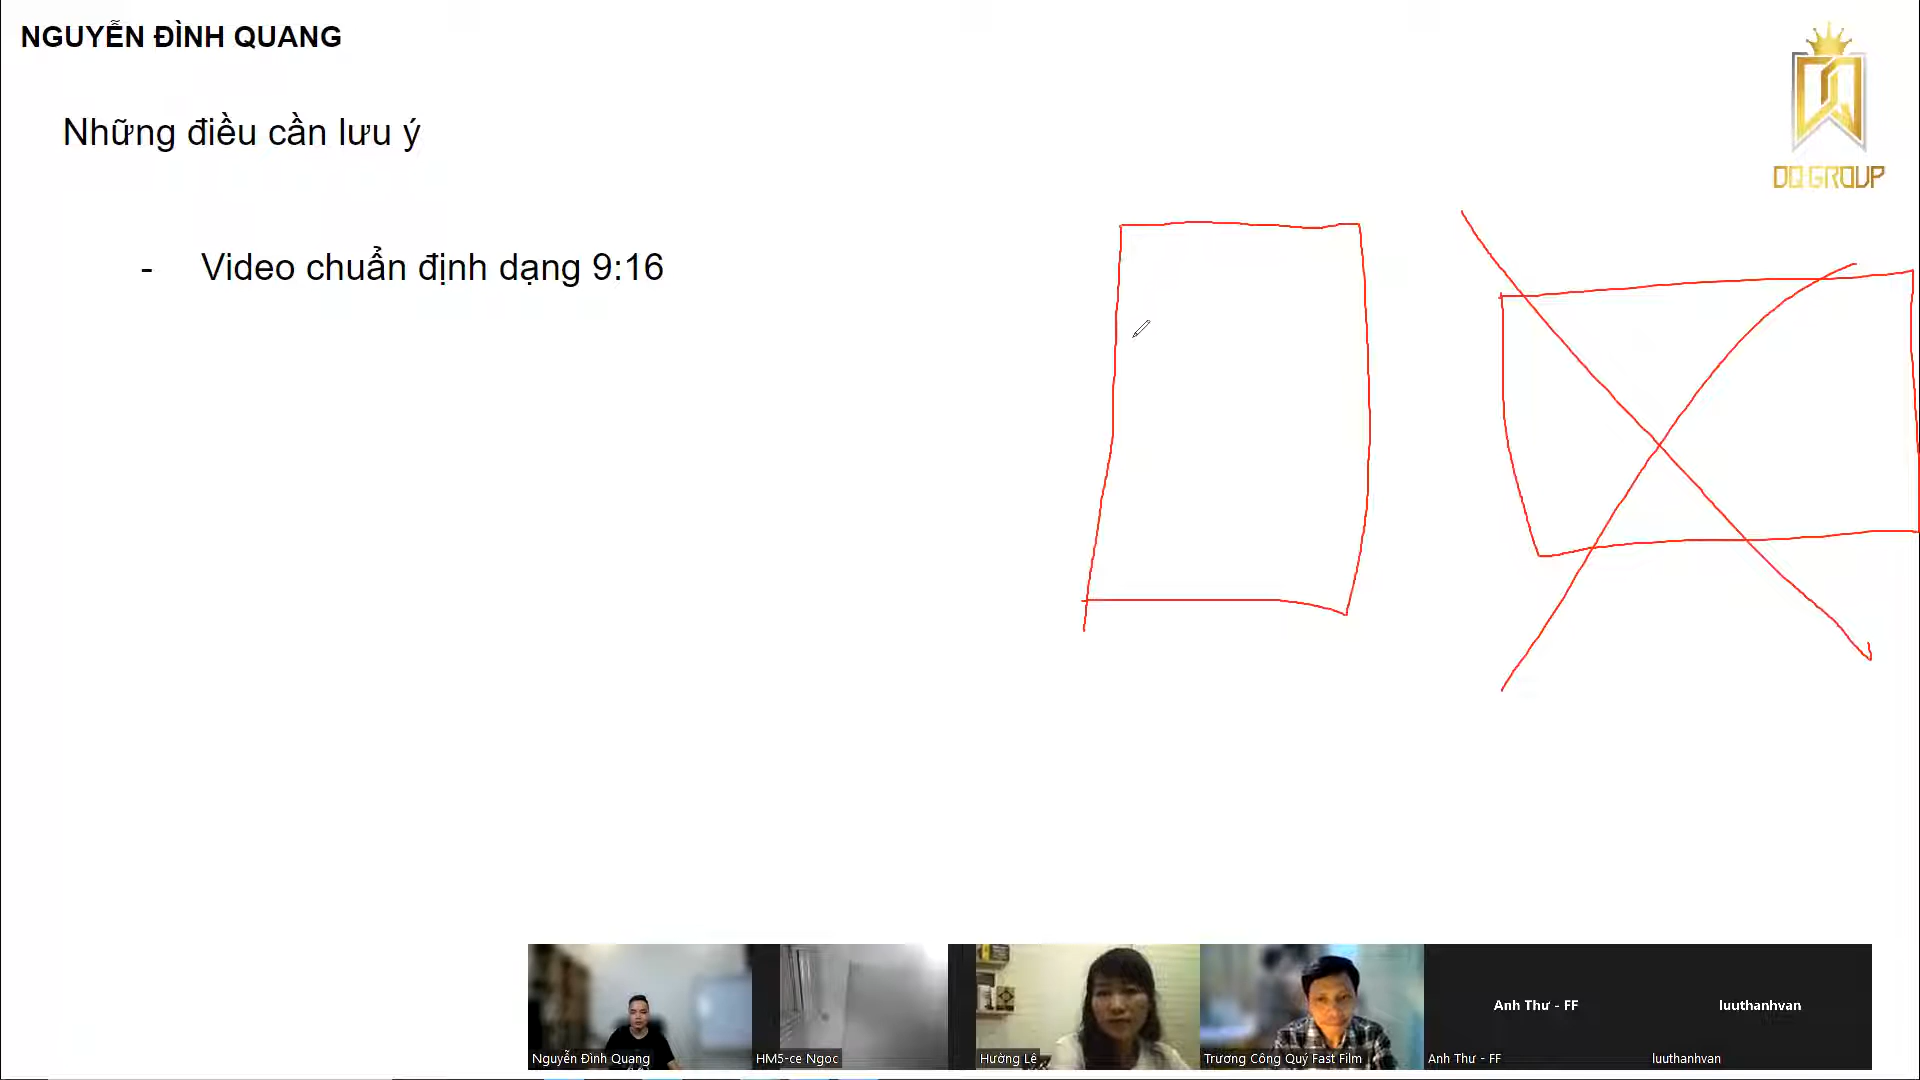 NGUYỄN ĐÌNH QUANG
DQ GROUP
Những điều cần lưu ý
- Video chuẩn định dạng 9:16
Anh Thư - FF
luuthanhvan
Nguyễn Đình Quang
HM5-ce Ngoc
Hường Lê
Trương Công Quý Fast Film
Anh Thư - FF
luuthanhvan